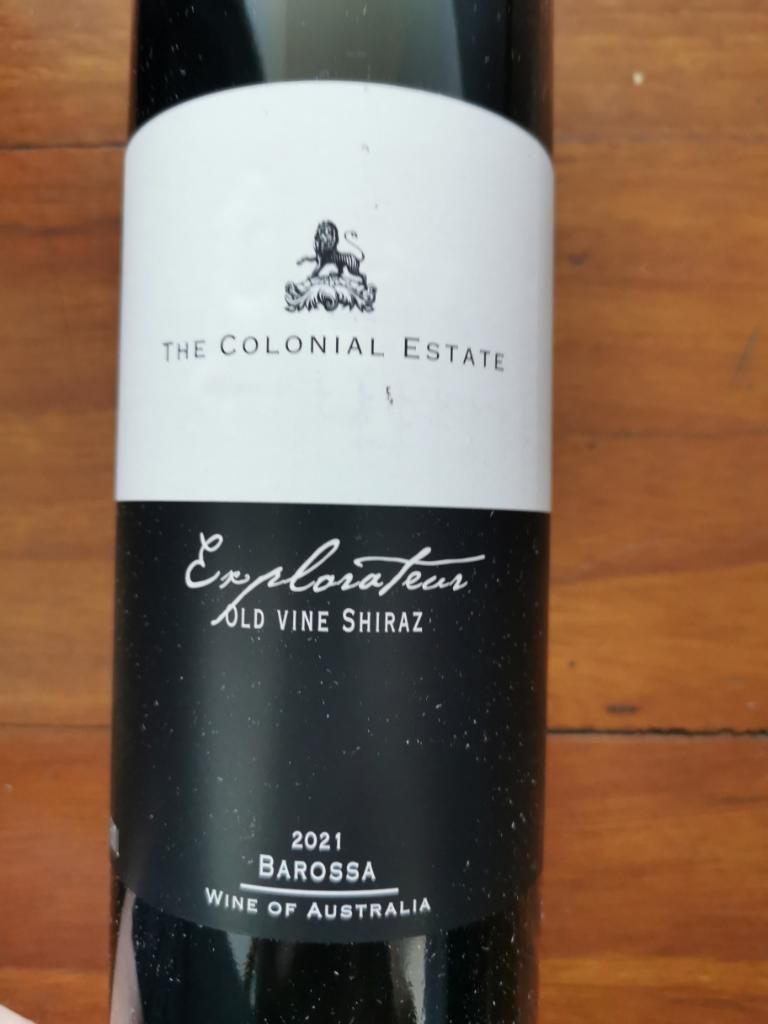 THE COLONIAL ESTATE
Explorateur
OLD VINE SHIRAZ
2021
BAROSSA
WINE OF AUSTRALIA